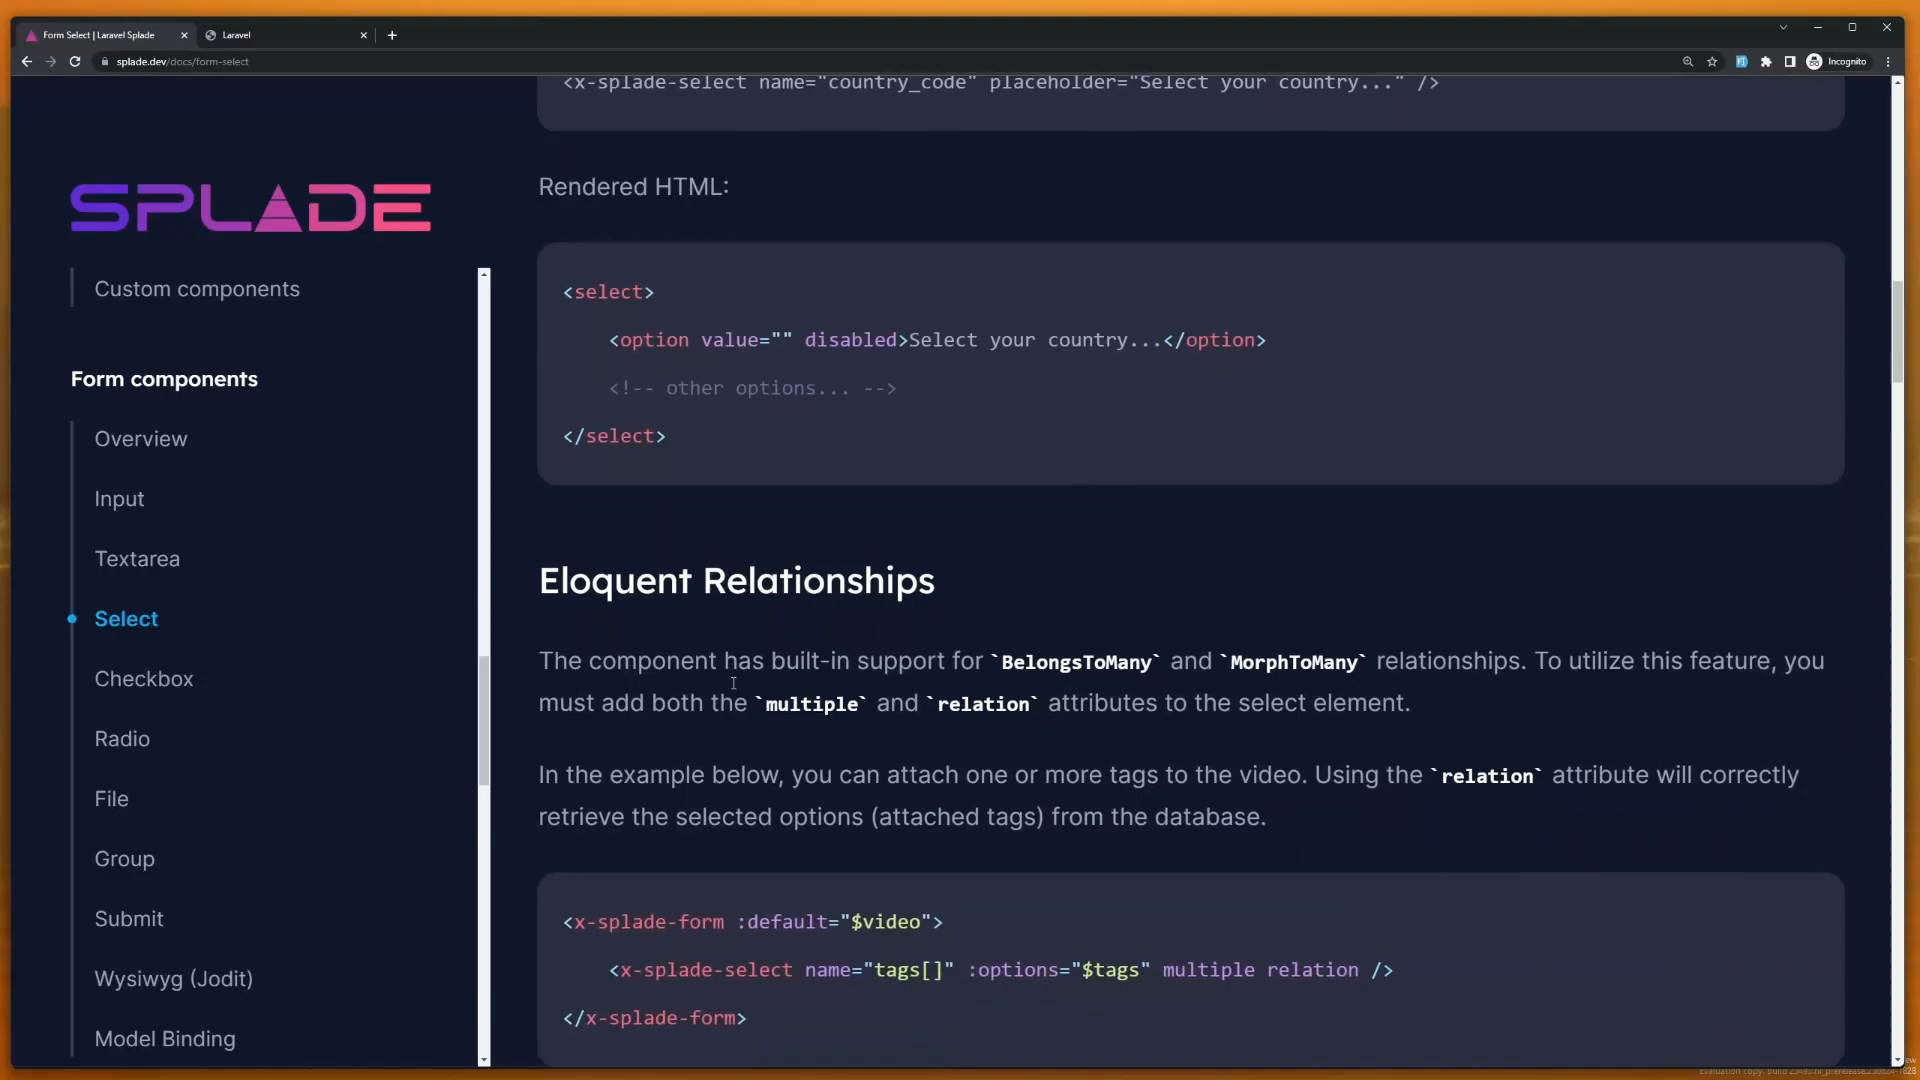 Form Select | Laravel Splade
Laravel
splade.dev/docs/form-select
Incognito
<x-splade-select name="country_code" placeholder="Select your country..." />
Rendered HTML:
SPLADE
<select>
<option value="" disabled>Select your country...</option>
<!-- other options... -->
</select>
Custom components
Form components
Overview
Input
Textarea
Select
Checkbox
Radio
File
Group
Submit
Wysiwyg (Jodit)
Model Binding
Eloquent Relationships
The component has built-in support for `BelongsToMany` and `MorphToMany` relationships. To utilize this feature, you
must add both the `multiple` and `relation` attributes to the select element.
In the example below, you can attach one or more tags to the video. Using the `relation` attribute will correctly
retrieve the selected options (attached tags) from the database.
<x-splade-form :default="$video">
<x-splade-select name="tags[]" :options="$tags" multiple relation />
</x-splade-form>